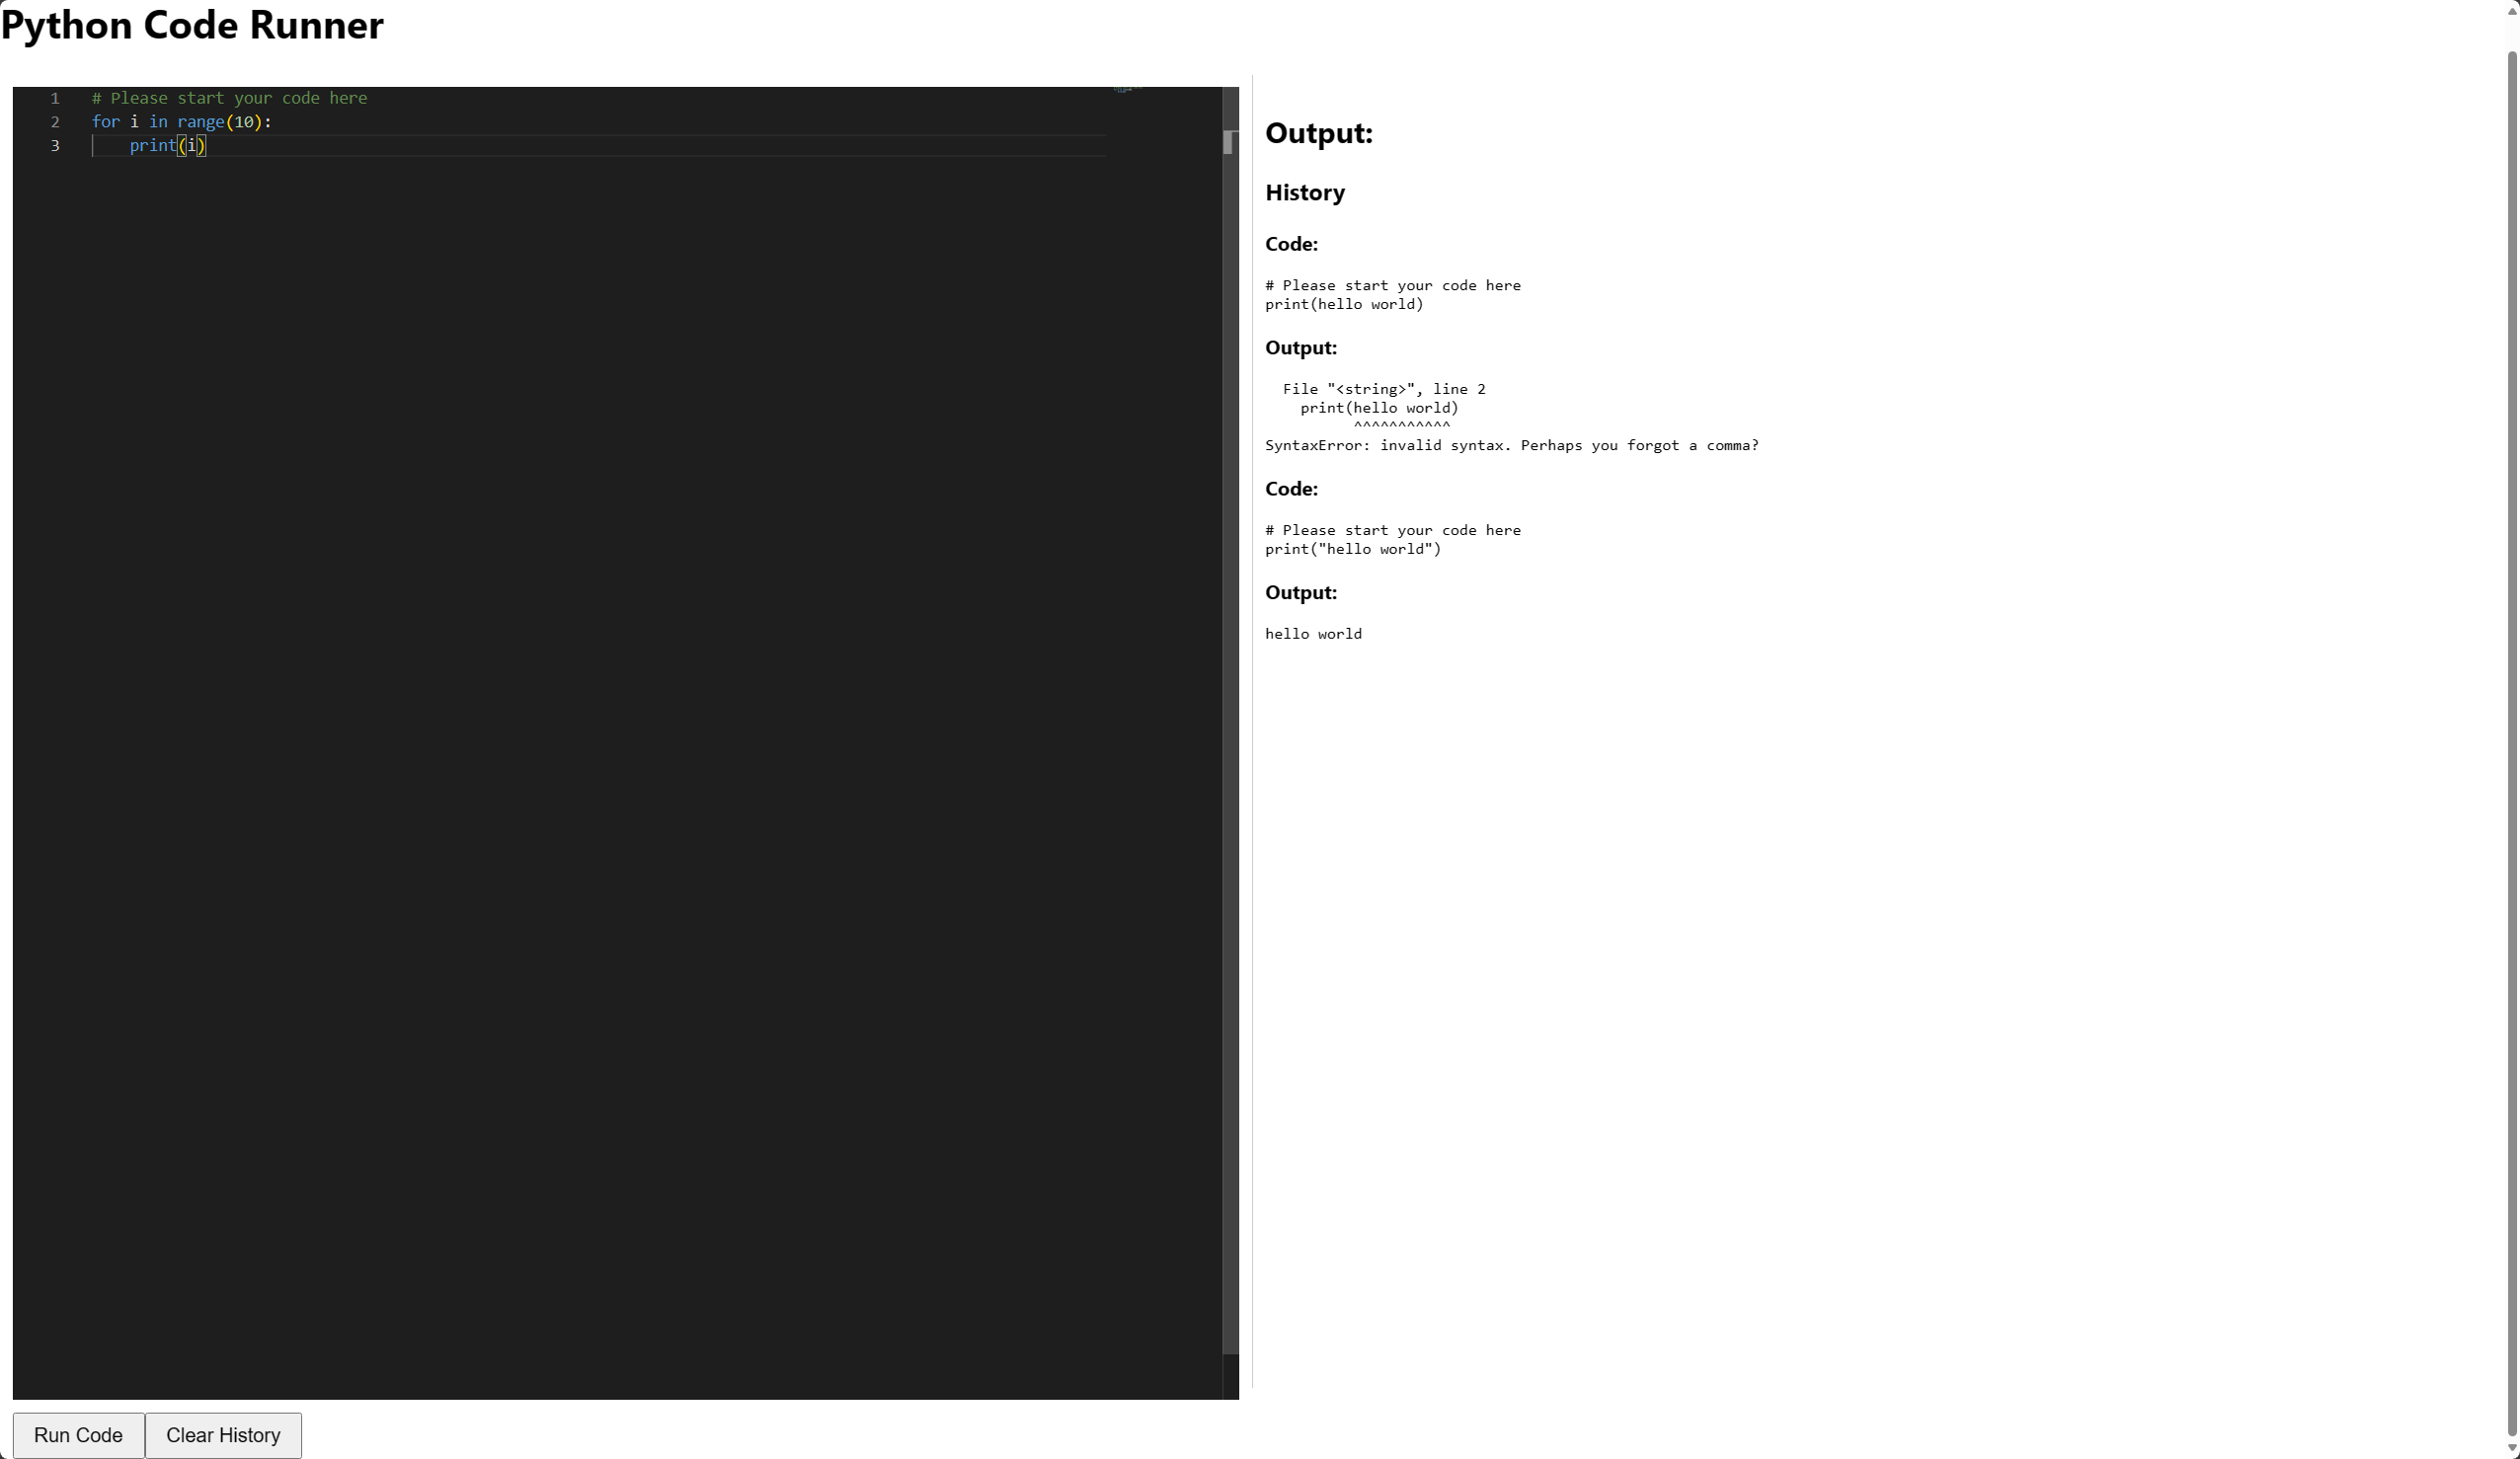 Python Code Runner
1 # Please start your code here
2 for i in range(10):
3     print(i)
Run Code
Clear History
Output:
History
Code:
# Please start your code here
print(hello world)
Output:
  File "<string>", line 2
    print(hello world)
          ^^^^^^^^^^^
SyntaxError: invalid syntax. Perhaps you forgot a comma?
Code:
# Please start your code here
print("hello world")
Output:
hello world